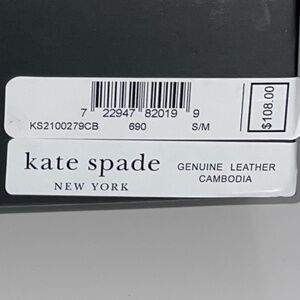 7 22947 82019 9
KS2100279CB 690 S/M
$108.00
kate spade
NEW YORK
GENUINE LEATHER
CAMBODIA